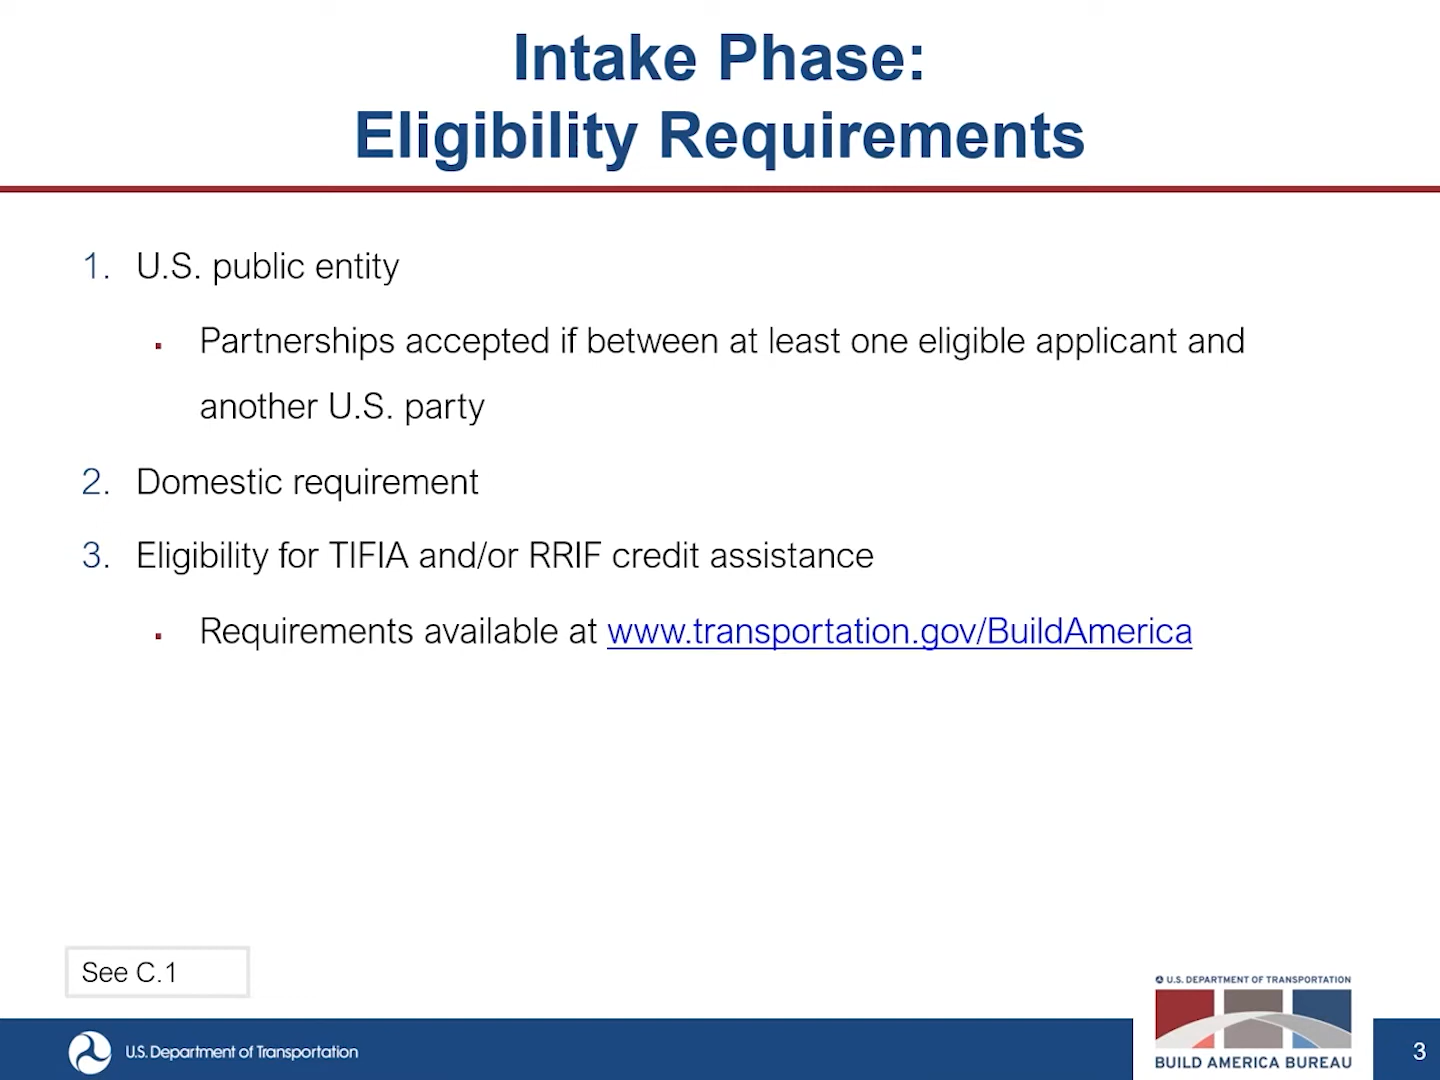 Intake Phase:
Eligibility Requirements
1. U.S. public entity
▪ Partnerships accepted if between at least one eligible applicant and
another U.S. party
2. Domestic requirement
3. Eligibility for TIFIA and/or RRIF credit assistance
▪ Requirements available at www.transportation.gov/BuildAmerica
See C.1
U.S. DEPARTMENT OF TRANSPORTATION
BUILD AMERICA BUREAU
U.S. Department of Transportation
3